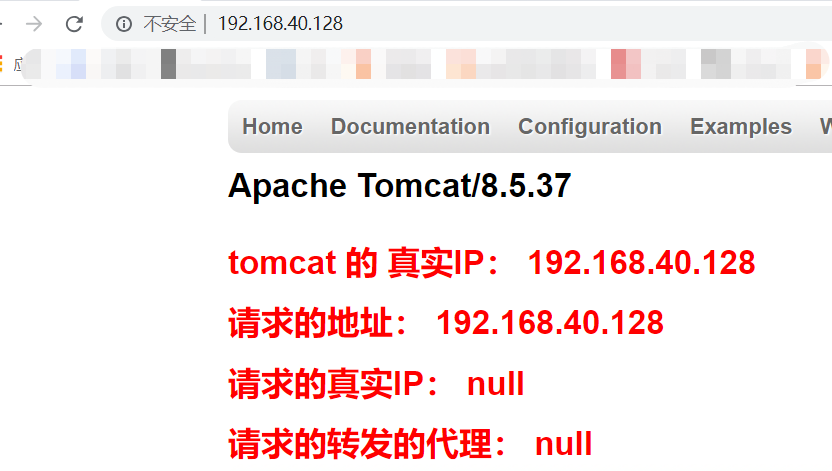 不安全 | 192.168.40.128
Home Documentation Configuration Examples
Apache Tomcat/8.5.37
tomcat 的 真实IP： 192.168.40.128
请求的地址： 192.168.40.128
请求的真实IP： null
请求的转发的代理： null